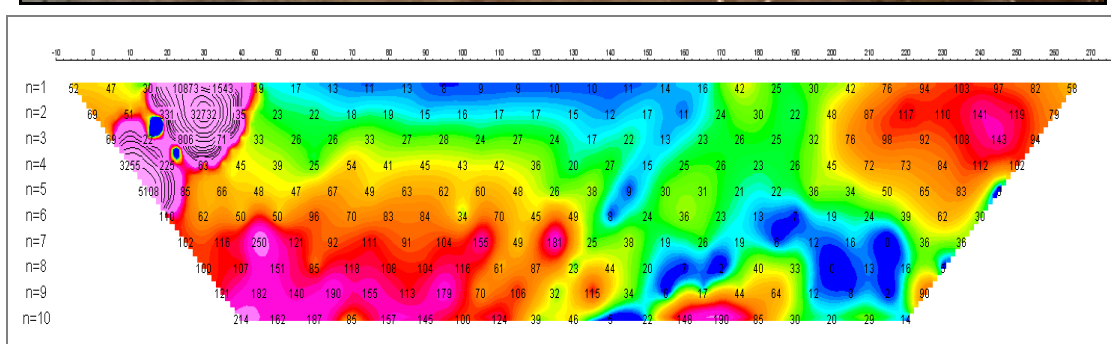 -10 0 10 20 30 40 50 60 70 80 90 100 110 120 130 140 150 160 170 180 190 200 210 220 230 240 250 260 270
n=1 52 47 30 10873 1543 19 17 13 11 13 8 9 9 10 10 11 14 16 42 25 30 42 76 94 103 97 82 58
n=2 69 51 331 32732 35 23 22 18 19 14 16 17 17 15 12 17 11 24 30 22 48 87 117 110 141 119 79
n=3 69 22 806 71 33 26 26 33 27 28 24 27 24 17 22 13 23 26 25 32 76 98 92 108 143 94
n=4 3255 225 63 45 39 25 54 41 45 43 42 36 20 27 15 25 26 23 26 45 72 73 84 112 102
n=5 5108 85 66 48 47 67 49 63 62 60 48 26 38 9 30 31 21 22 36 34 50 65 83
n=6 110 62 50 50 96 70 83 84 34 70 45 49 8 24 36 23 13 7 19 24 39 62 30
n=7 102 116 250 121 92 111 91 104 155 49 181 25 38 19 26 19 6 12 16 36 36
n=8 100 107 151 85 118 108 104 116 61 87 23 44 20 40 33 13 16
n=9 121 182 140 190 155 113 179 70 106 32 115 34 17 44 64 12 8 2 90
n=10 214 162 197 85 157 145 100 124 39 46 5 22 148 190 85 30 20 29 14